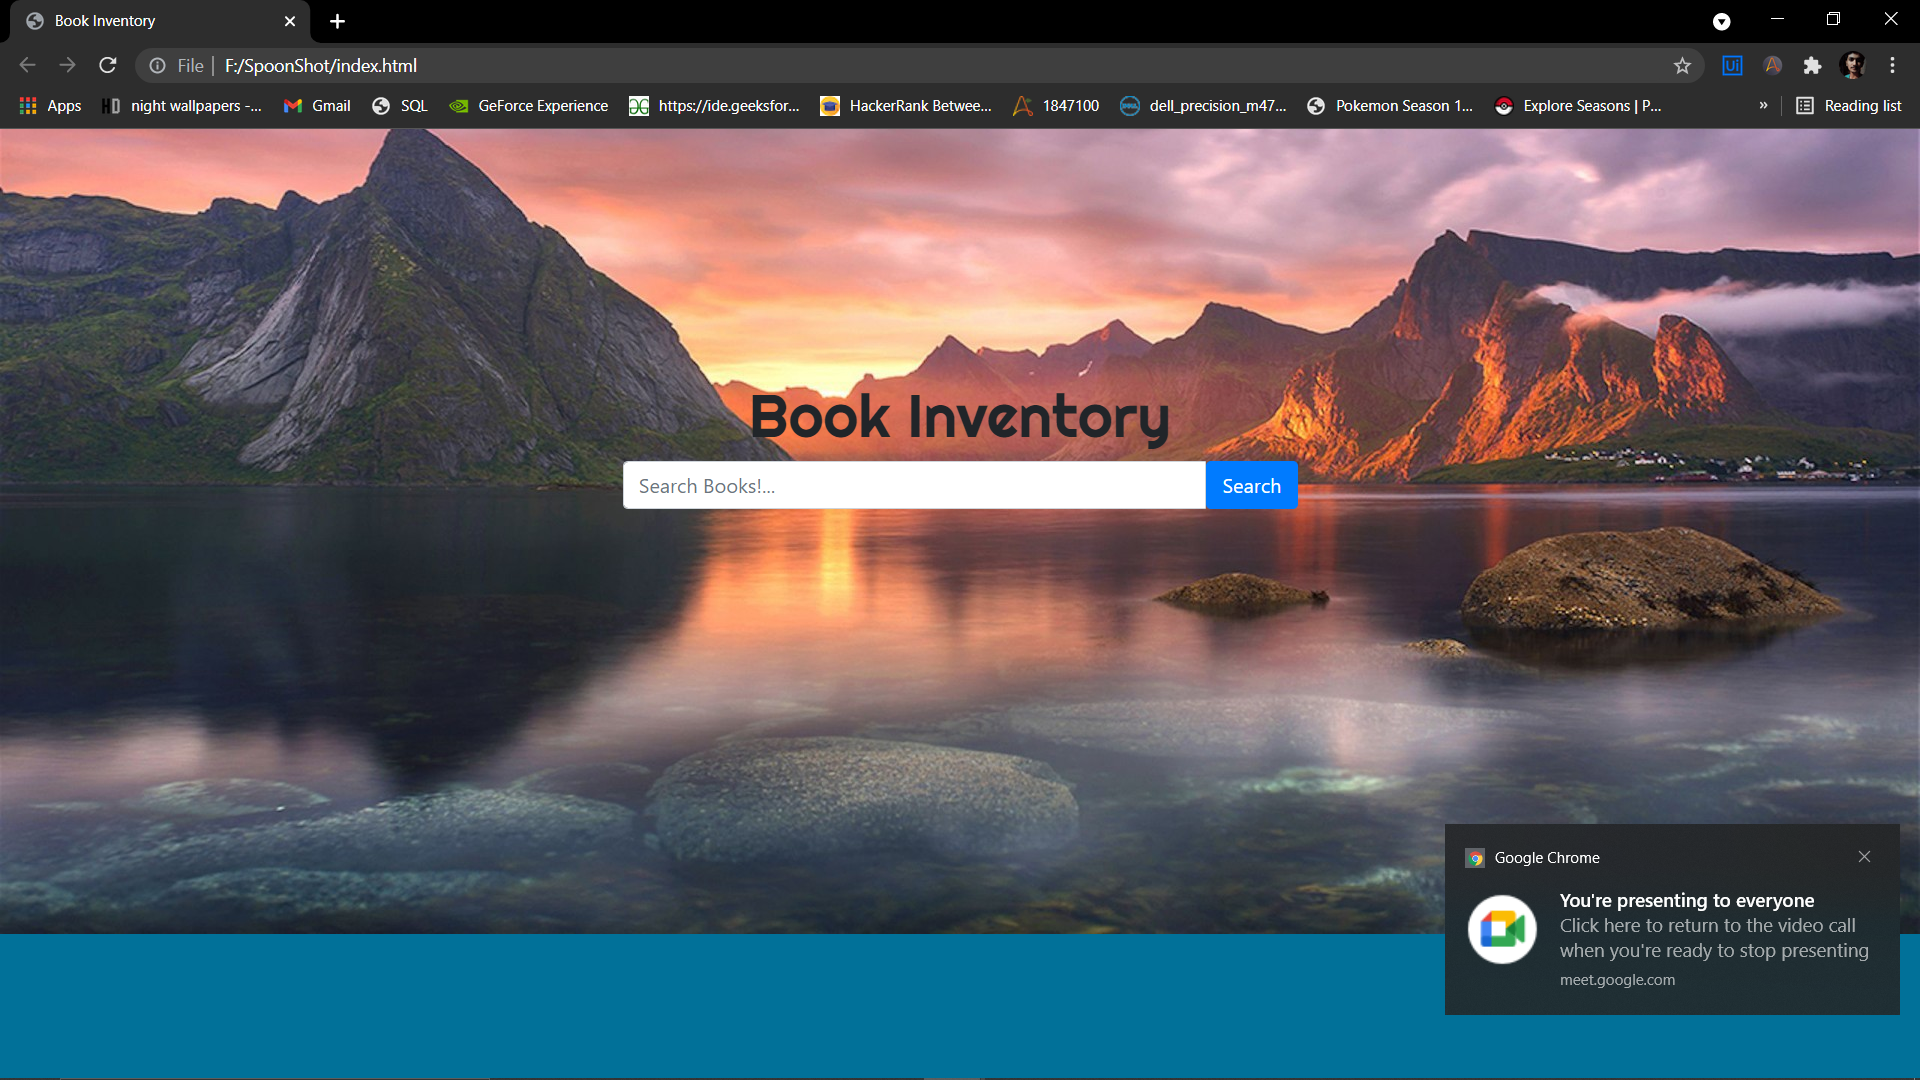 Book Inventory
File | F:/SpoonShot/index.html
Ui
Apps HD night wallpapers -... Gmail SQL GeForce Experience https://ide.geeksfor... HackerRank Betwee... 1847100 dell_precision_m47... Pokemon Season 1... Explore Seasons | P... » Reading list
Book Inventory
Search Books!... Search
Google Chrome
You're presenting to everyone
Click here to return to the video call
when you're ready to stop presenting
meet.google.com